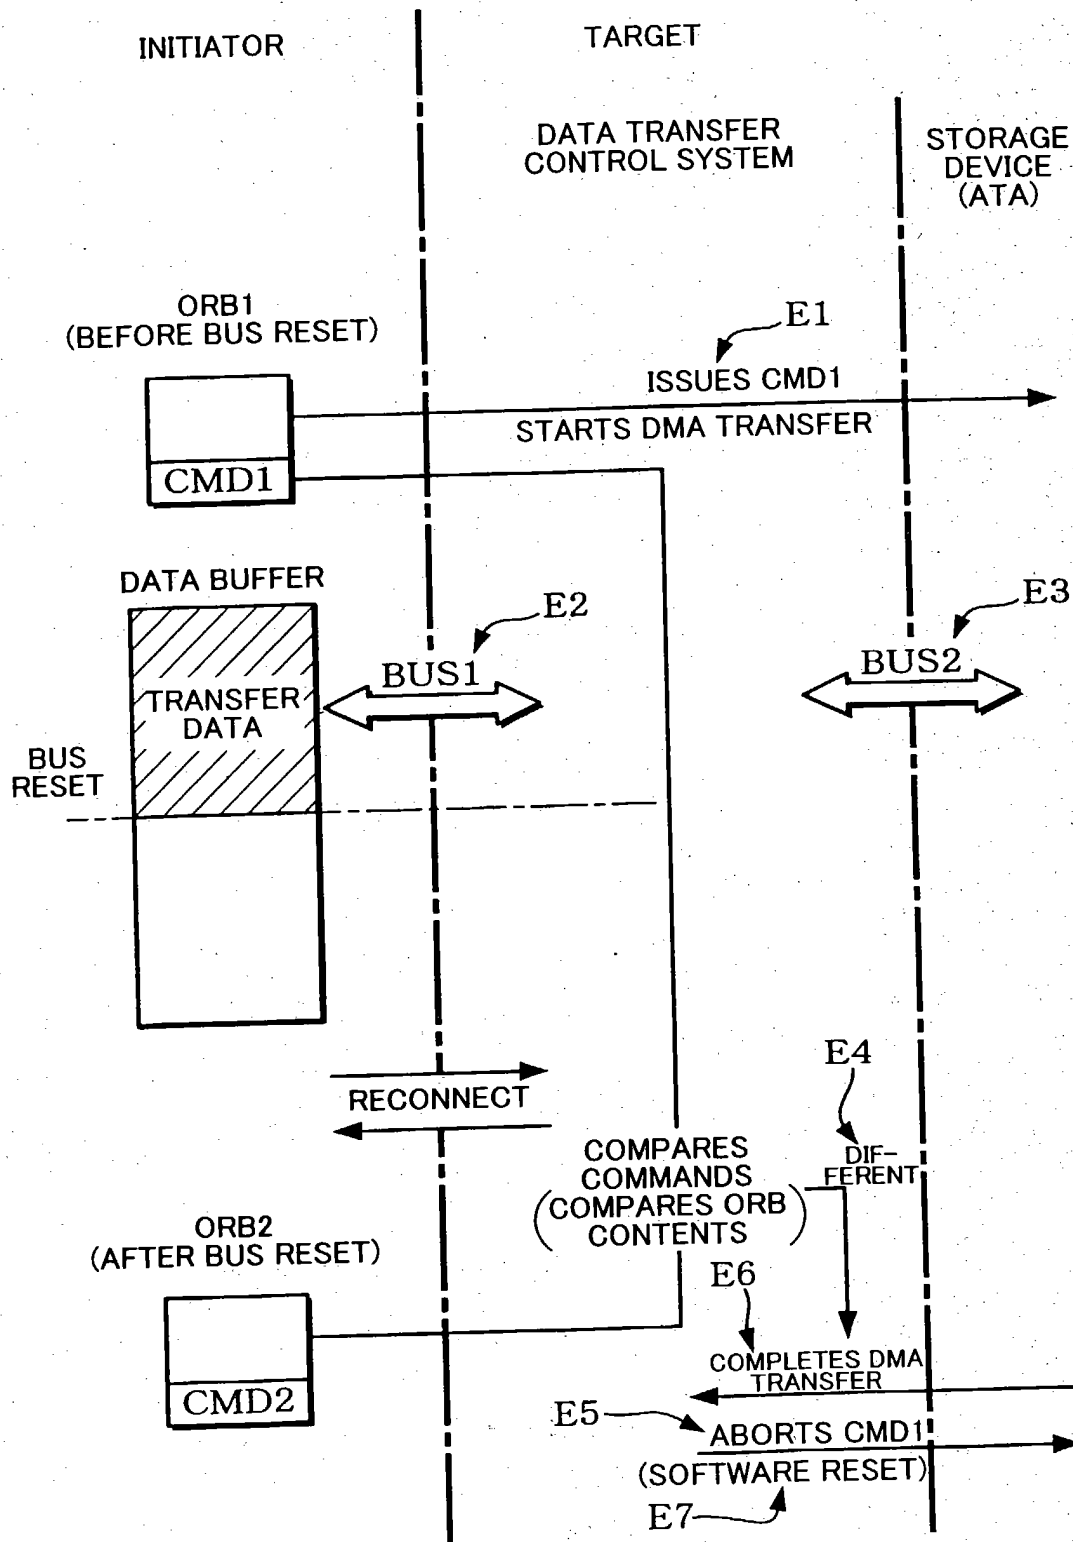 INITIATOR
TARGET
DATA TRANSFER
CONTROL SYSTEM
STORAGE
DEVICE
(ATA)
ORB1
(BEFORE BUS RESET)
E1
ISSUES CMD1
STARTS DMA TRANSFER
CMD1
DATA BUFFER
E2
E3
BUS1
BUS2
TRANSFER
DATA
BUS
RESET
E4
RECONNECT
COMPARES
COMMANDS
(COMPARES ORB
CONTENTS)
DIF-
FERENT
ORB2
(AFTER BUS RESET)
E6
COMPLETES DMA
TRANSFER
CMD2
E5
ABORTS CMD1
(SOFTWARE RESET)
E7